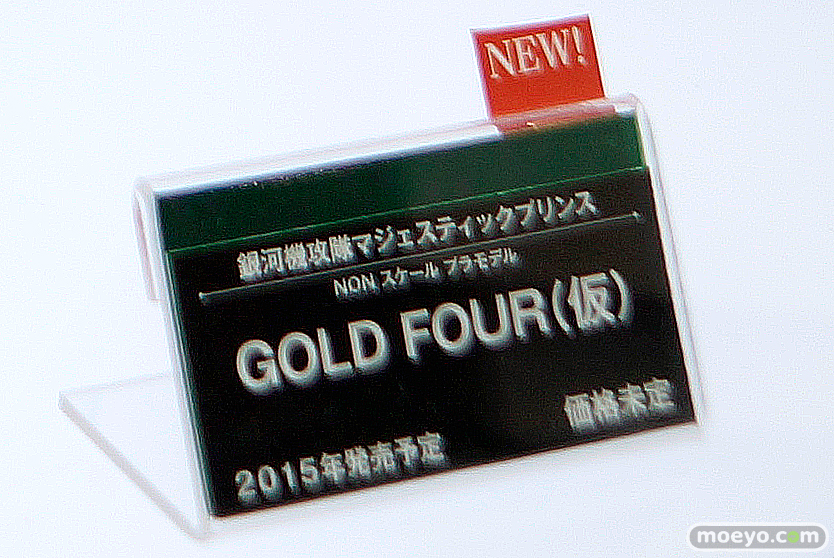 NEW!
銀河機攻隊マジェスティックプリンス
NON スケール プラモデル
GOLD FOUR(仮)
価格未定
2015年発売予定
moeyo.com